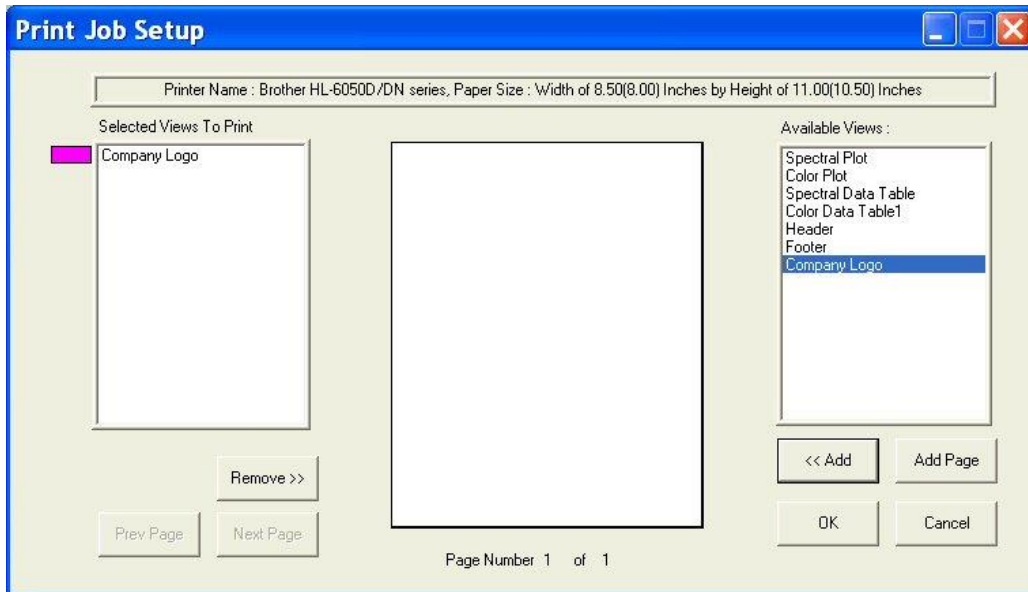 Print Job Setup
Printer Name : Brother HL-6050D/DN series, Paper Size : Width of 8.50(8.00) Inches by Height of 11.00(10.50) Inches
Selected Views To Print
Company Logo
Available Views :
Spectral Plot
Color Plot
Spectral Data Table
Color Data Table1
Header
Footer
Company Logo
Remove >>
Prev Page
Next Page
<< Add
Add Page
OK
Cancel
Page Number 1 of 1